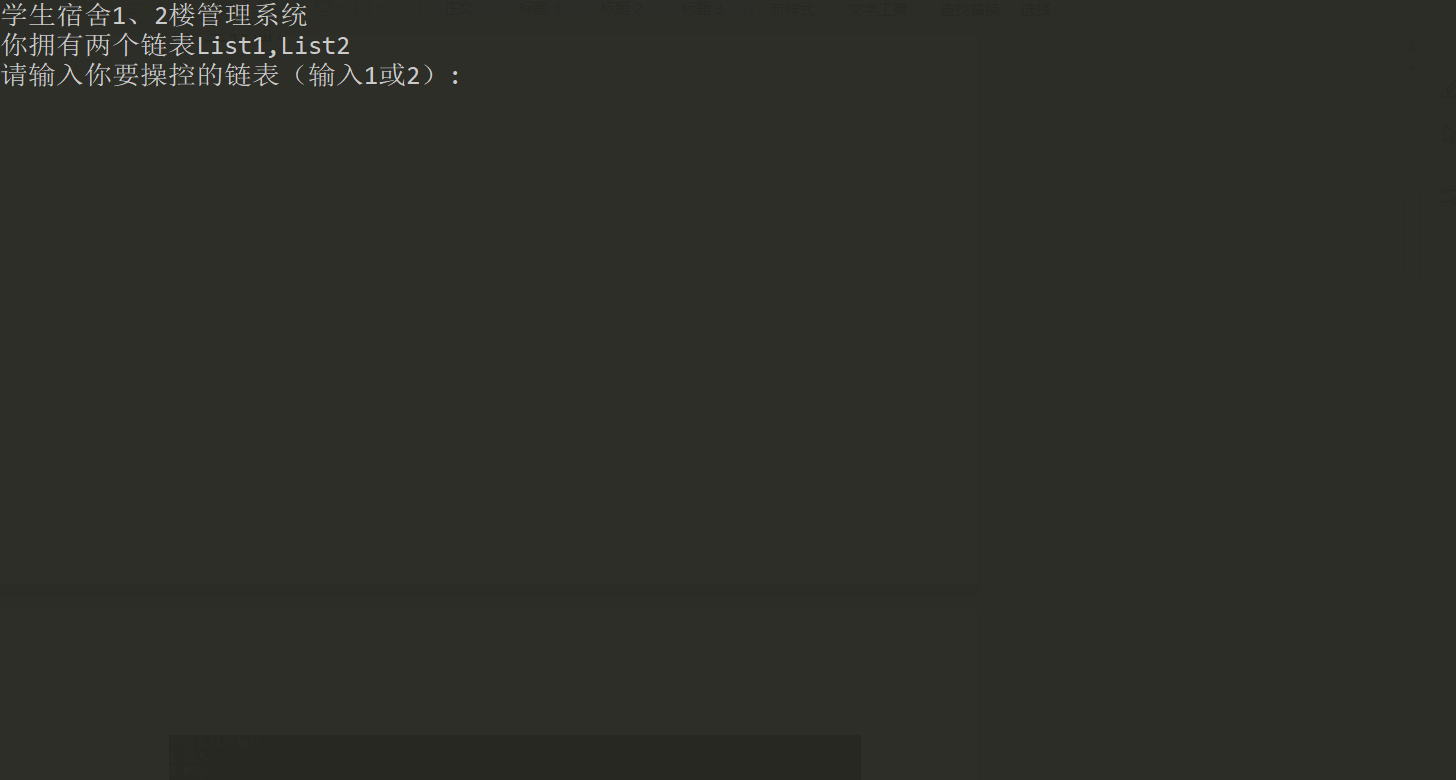 学生宿舍1、2楼管理系统
你拥有两个链表List1,List2
请输入你要操控的链表（输入1或2）: